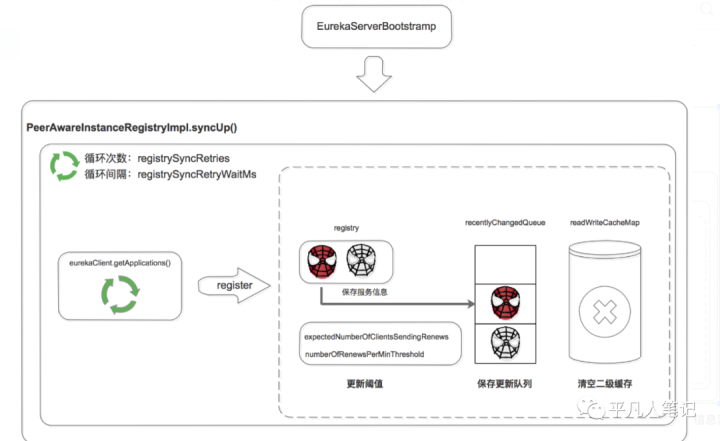 EurekaServerBootstramp
PeerAwareInstanceRegistryImpl.syncUp()
循环次数：registrySyncRetries
循环间隔：registrySyncRetryWaitMs
eurekaClient.getApplications()
register
registry
recentlyChangedQueue
readWriteCacheMap
保存服务信息
expectedNumberOfClientsSendingRenews
numberOfRenewsPerMinThreshold
更新阈值
保存更新队列
清空二级缓存
平凡人笔记